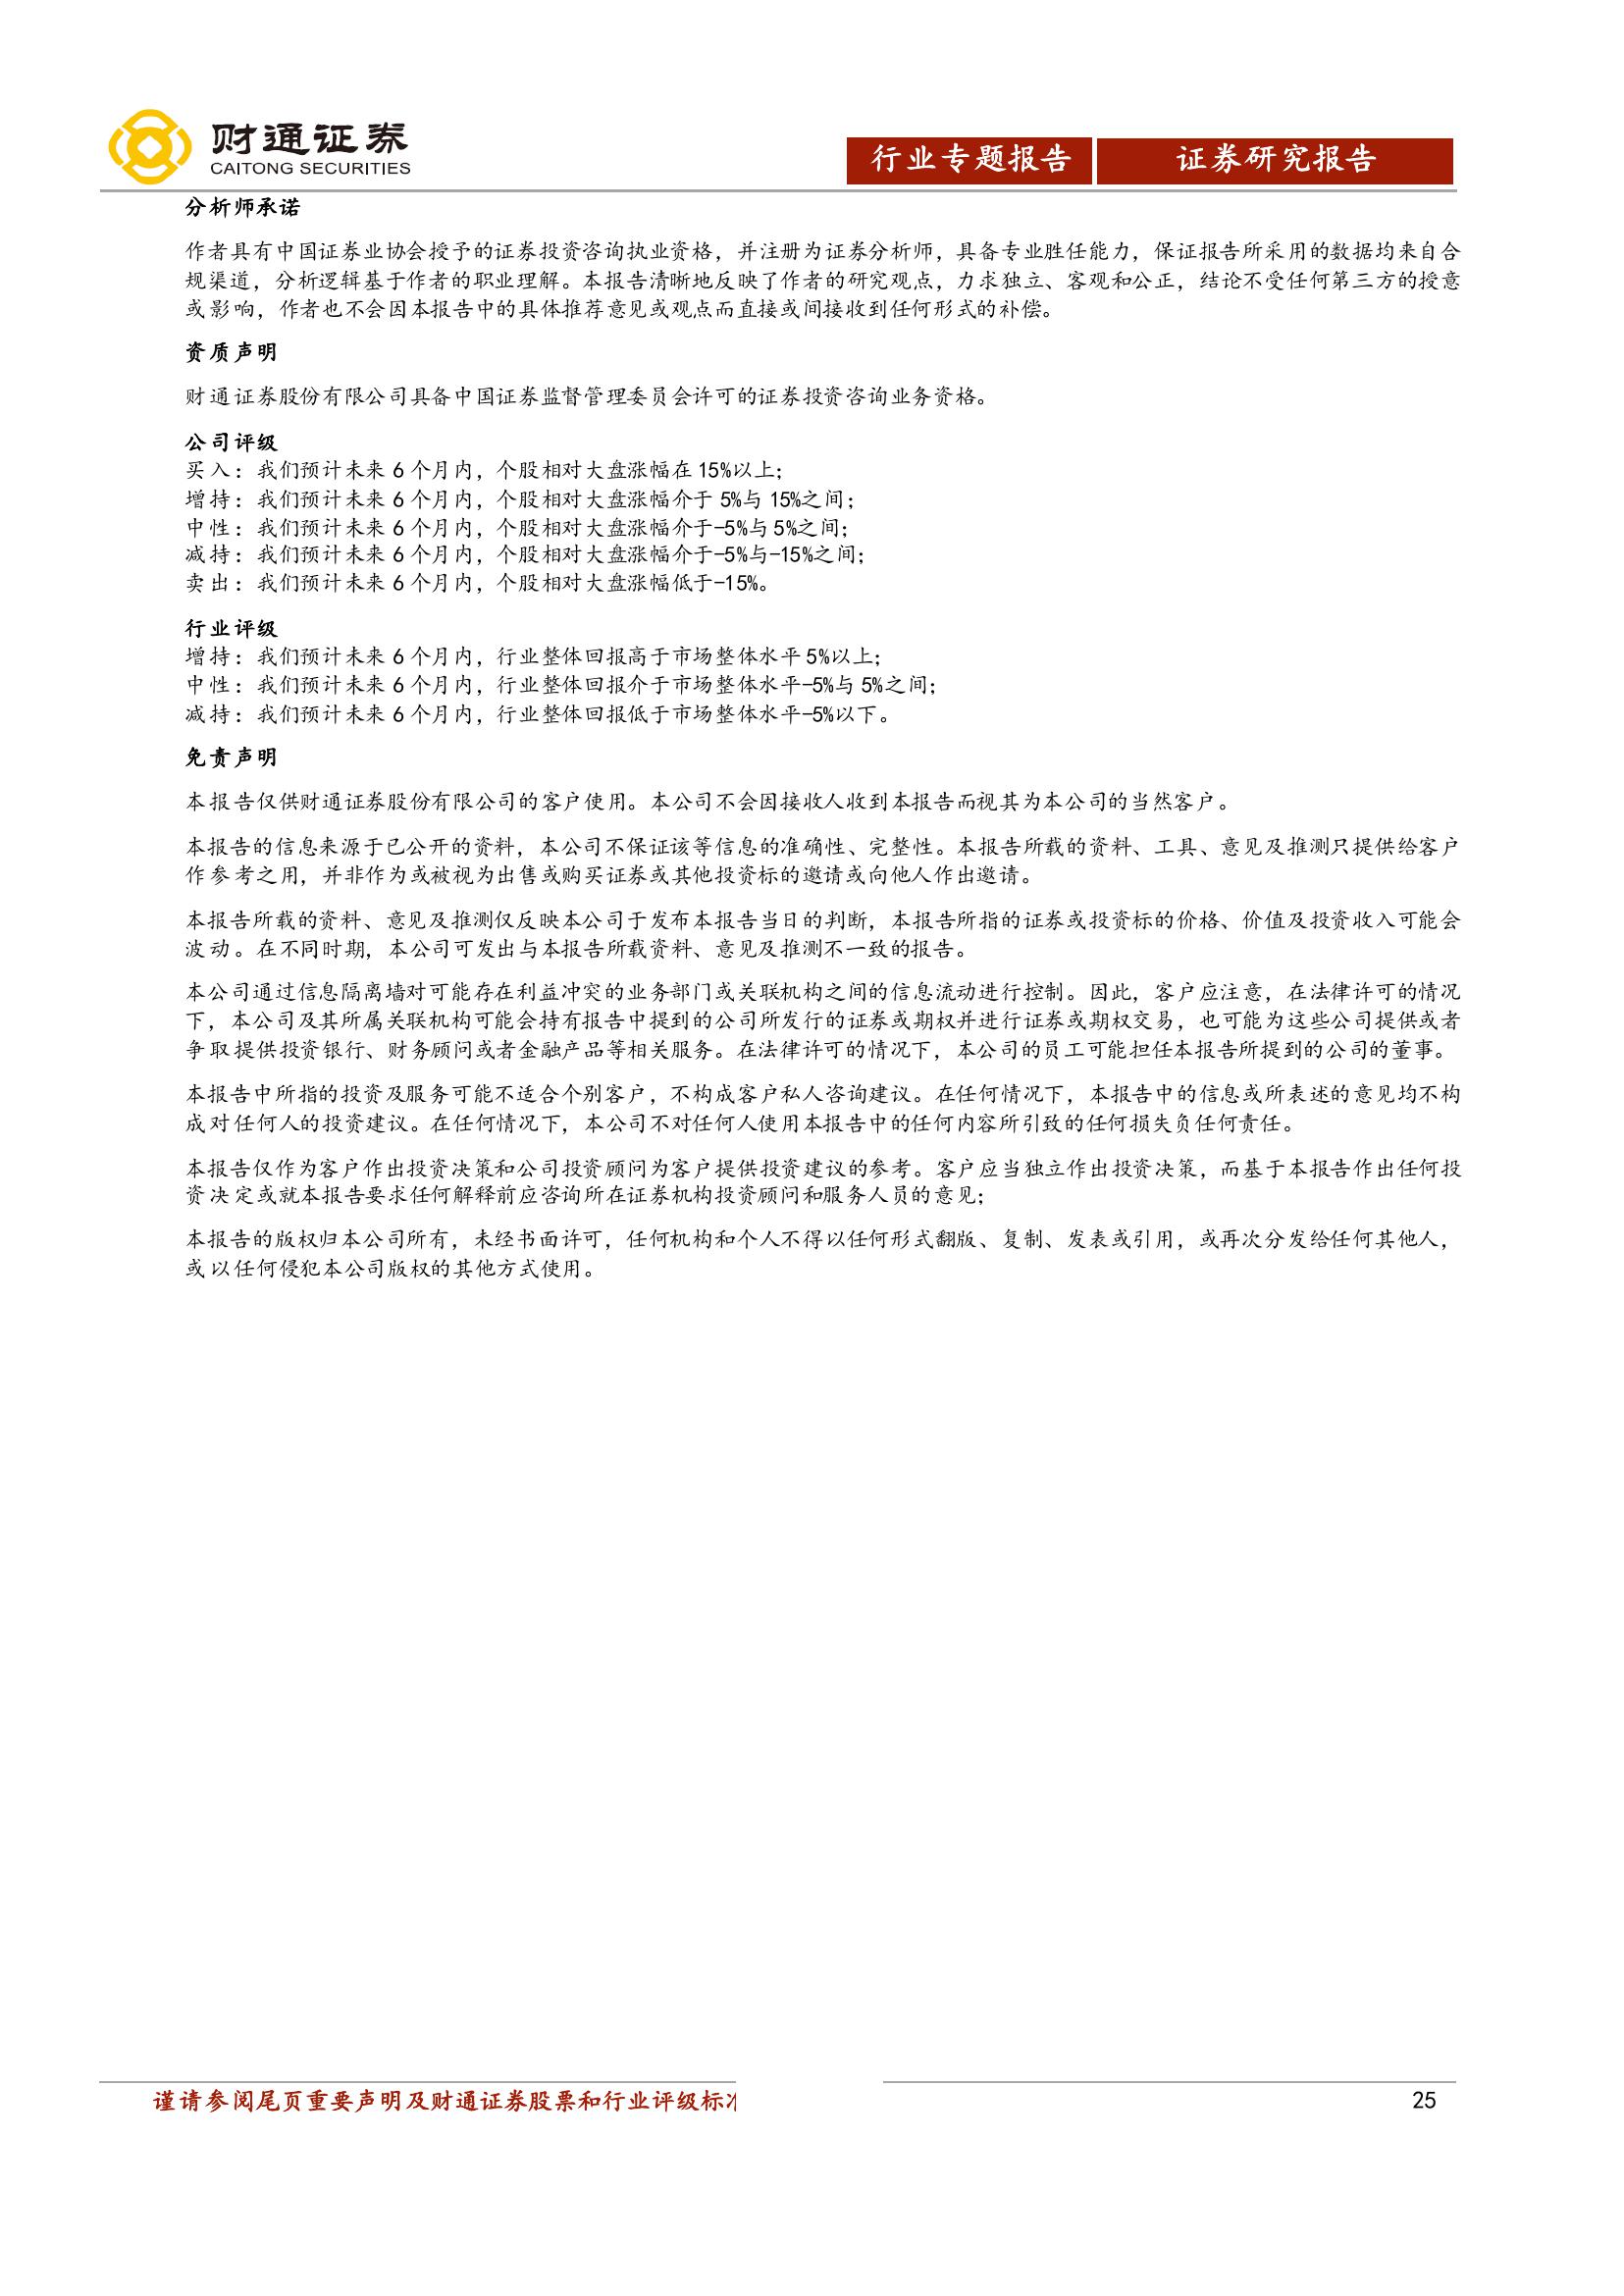 财通证券
CAITONG SECURITIES
行业专题报告
证券研究报告
分析师承诺
作者具有中国证券业协会授予的证券投资咨询执业资格，并注册为证券分析师，具备专业胜任能力，保证报告所采用的数据均来自合
规渠道，分析逻辑基于作者的职业理解。本报告清晰地反映了作者的研究观点，力求独立、客观和公正，结论不受任何第三方的授意
或影响，作者也不会因本报告中的具体推荐意见或观点而直接或间接收到任何形式的补偿。
资质声明
财通证券股份有限公司具备中国证券监督管理委员会许可的证券投资咨询业务资格。
公司评级
买入：我们预计未来 6 个月内，个股相对大盘涨幅在 15%以上；
增持：我们预计未来 6 个月内，个股相对大盘涨幅介于 5%与 15%之间；
中性：我们预计未来 6 个月内，个股相对大盘涨幅介于-5%与 5%之间；
减持：我们预计未来 6 个月内，个股相对大盘涨幅介于-5%与-15%之间；
卖出：我们预计未来 6 个月内，个股相对大盘涨幅低于-15%。
行业评级
增持：我们预计未来 6 个月内，行业整体回报高于市场整体水平 5%以上；
中性：我们预计未来 6 个月内，行业整体回报介于市场整体水平-5%与 5%之间；
减持：我们预计未来 6 个月内，行业整体回报低于市场整体水平-5%以下。
免责声明
本报告仅供财通证券股份有限公司的客户使用。本公司不会因接收人收到本报告而视其为本公司的当然客户。
本报告的信息来源于已公开的资料，本公司不保证该等信息的准确性、完整性。本报告所载的资料、工具、意见及推测只提供给客户
作参考之用，并非作为或被视为出售或购买证券或其他投资标的邀请或向他人作出邀请。
本报告所载的资料、意见及推测仅反映本公司于发布本报告当日的判断，本报告所指的证券或投资标的价格、价值及投资收入可能会
波动。在不同时期，本公司可发出与本报告所载资料、意见及推测不一致的报告。
本公司通过信息隔离墙对可能存在利益冲突的业务部门或关联机构之间的信息流动进行控制。因此，客户应注意，在法律许可的情况
下，本公司及其所属关联机构可能会持有报告中提到的公司所发行的证券或期权并进行证券或期权交易，也可能为这些公司提供或者
争取提供投资银行、财务顾问或者金融产品等相关服务。在法律许可的情况下，本公司的员工可能担任本报告所提到的公司的董事。
本报告中所指的投资及服务可能不适合个别客户，不构成客户私人咨询建议。在任何情况下，本报告中的信息或所表述的意见均不构
成对任何人的投资建议。在任何情况下，本公司不对任何人使用本报告中的任何内容所引致的任何损失负任何责任。
本报告仅作为客户作出投资决策和公司投资顾问为客户提供投资建议的参考。客户应当独立作出投资决策，而基于本报告作出任何投
资决定或就本报告要求任何解释前应咨询所在证券机构投资顾问和服务人员的意见；
本报告的版权归本公司所有，未经书面许可，任何机构和个人不得以任何形式翻版、复制、发表或引用，或再次分发给任何其他人，
或以任何侵犯本公司版权的其他方式使用。
谨请参阅尾页重要声明及财通证券股票和行业评级标
25